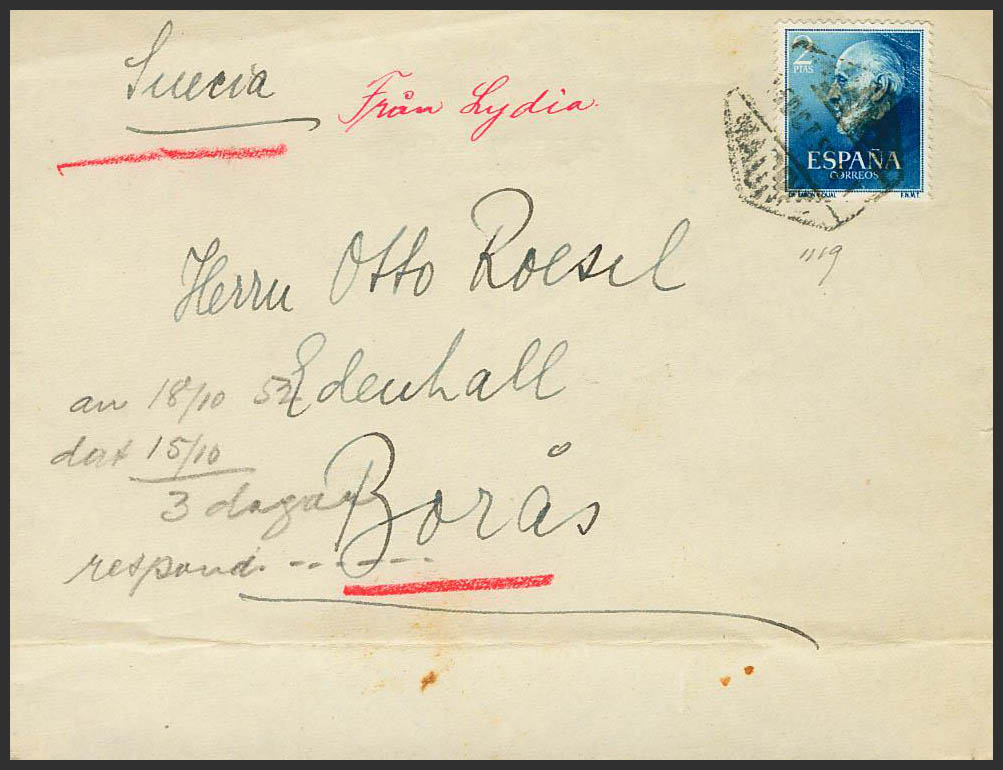 Suecia
Från Lydia.
2
PTAS
ESPAÑA
CORREOS
F.N.M.T.
1119
Herrn Otto Roesel
Edenhall
Borås
an 18/10 52
dat 15/10
3 dagar
respond. ------